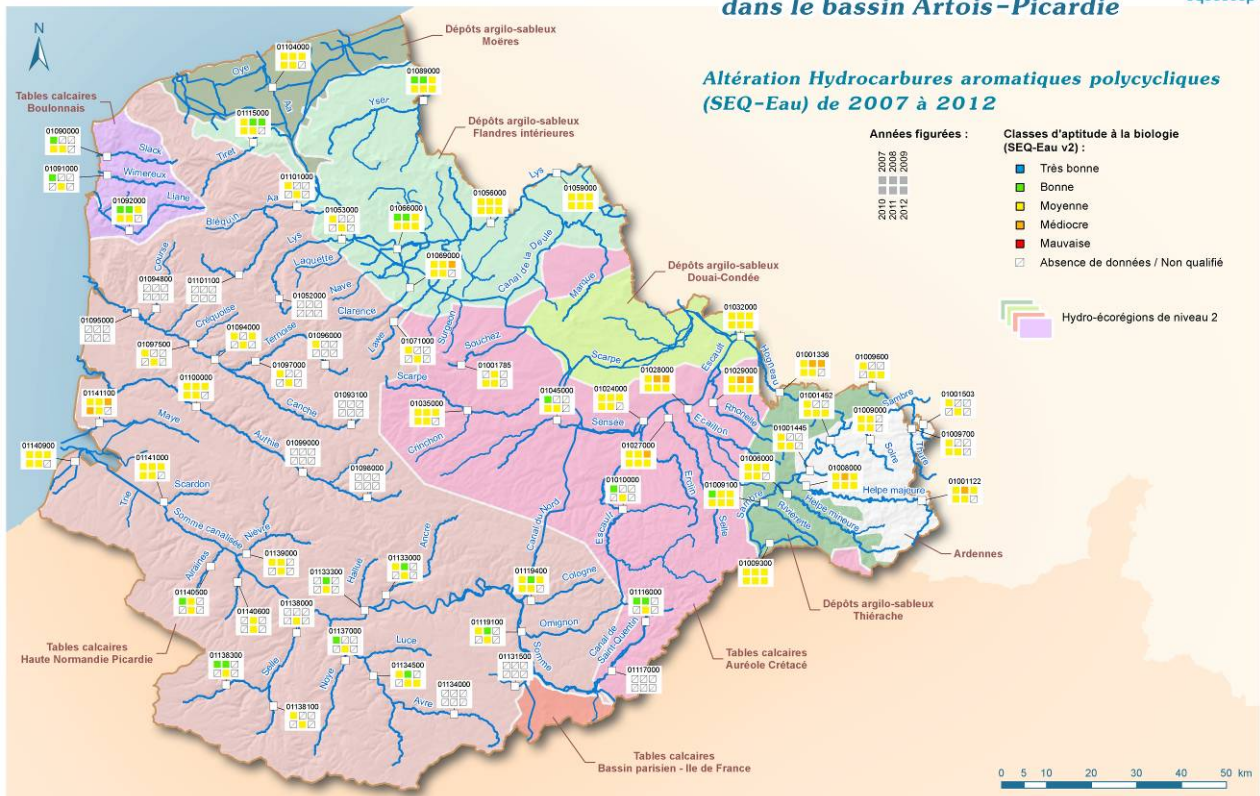 dans le bassin Artois-Picardie
N
Altération Hydrocarbures aromatiques polycycliques
(SEQ-Eau) de 2007 à 2012
Années figurées :
2007
2008
2009
2010
2011
2012
Classes d'aptitude à la biologie
(SEQ-Eau v2) :
Très bonne
Bonne
Moyenne
Médiocre
Mauvaise
Absence de données / Non qualifié
Hydro-écorégions de niveau 2
Dépôts argilo-sableux
Moëres
01104000
Oye
Aa
01089000
Yser
Tables calcaires
Boulonnais
01115000
Dépôts argilo-sableux
Flandres intérieures
01090000
Slack
Tiret
01091000
Wimereux
Liane
01092000
01101000
Aa
Bléquin
01053000
01066000
01056000
Lys
01059000
Lys
Laquette
01069000
Canal de la Deule
Course
01094800
01101100
01052000
Nave
Clarence
Marque
Dépôts argilo-sableux
Douai-Condée
01095000
Créquoise
01094000
Ternoise
01096000
Lawe
Surgeon
01071000
Souchez
01032000
01097500
01097000
01001785
Scarpe
Scarpe
Escault
Hogneau
01100000
01028000
01029000
01001336
01009600
01141100
Canche
01093100
01035000
01045000
01024000
Rhonelle
01001452
Sambre
01001503
Maye
Crinchon
Sensée
Ecaillon
01009000
Authie
01099000
01027000
01001445
Solre
Thure
01009700
01140900
01141000
01098000
01006000
01008000
01010000
Erclin
01009100
Helpe majeure
01001122
Scardon
Trie
Selle
Sambre
Helpe mineure
Rivièrette
Somme canalisée
Nièvre
Canal du Nord
Escault
Ancre
Ardennes
01139000
01133000
01009300
Airaines
Hallue
01133300
01119400
Cologne
01116000
Dépôts argilo-sableux
Thiérache
01140500
01140600
01138000
01119100
Omignon
Canal de
Saint-Quentin
Tables calcaires
Haute Normandie Picardie
01137000
Luce
Tables calcaires
Auréole Crétacé
01138300
Selle
Noye
01134500
01131500
Somme
01117000
01134000
Avre
01138100
Tables calcaires
Bassin parisien - Ile de France
0 5 10 20 30 40 50 km